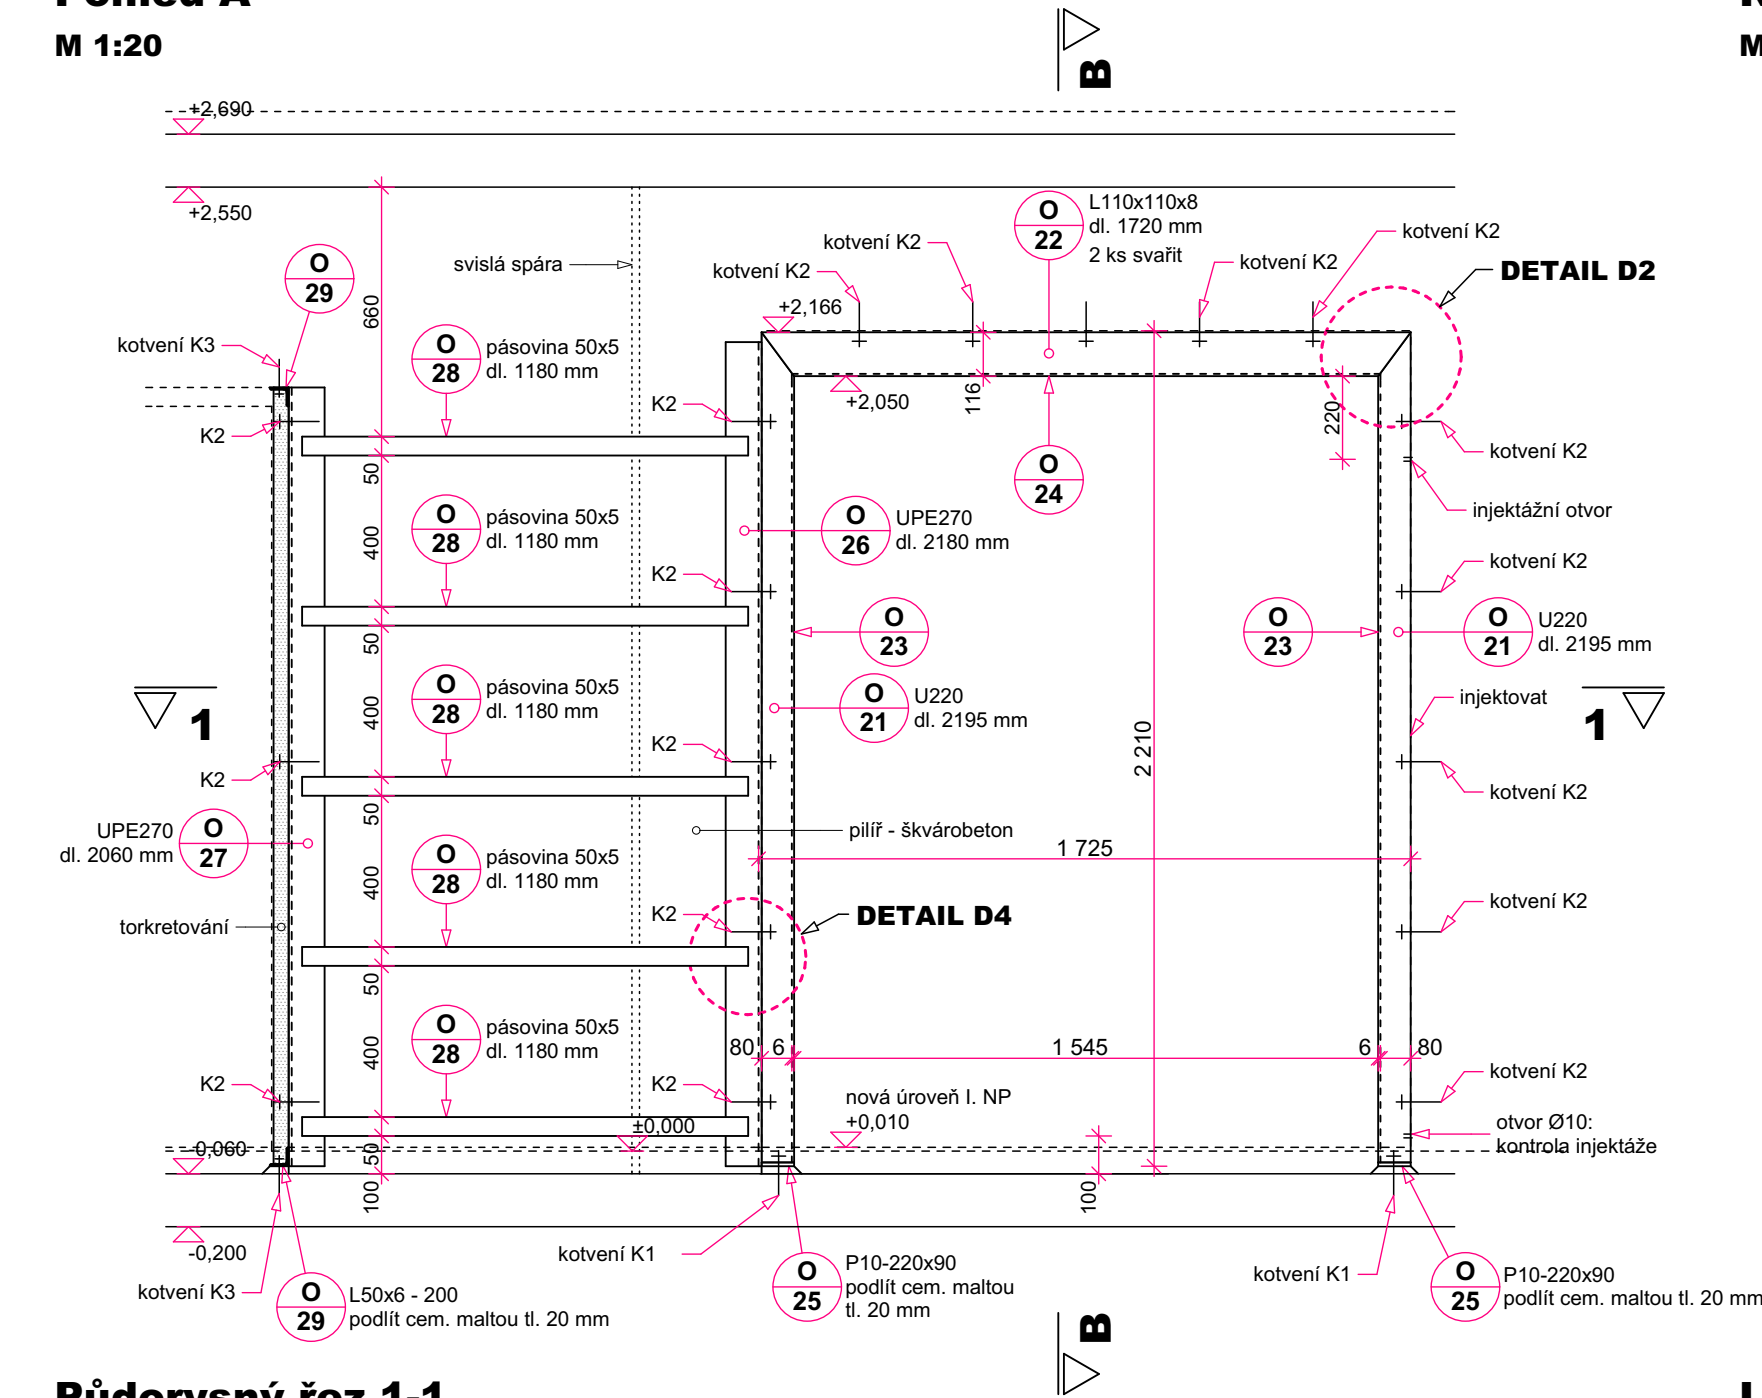 M 1:20
B
+2,690
+2,550
660
svislá spára
O
29
kotvení K3
O
28
pásovina 50x5
dl. 1180 mm
kotvení K2
kotvení K2
+2,166
O
22
L110x110x8
dl. 1720 mm
2 ks svařit
kotvení K2
kotvení K2
DETAIL D2
K2
K2
+2,050
116
220
kotvení K2
50
O
24
injektážní otvor
O
28
pásovina 50x5
dl. 1180 mm
400
O
26
UPE270
dl. 2180 mm
K2
kotvení K2
50
O
23
O
23
O
21
U220
dl. 2195 mm
O
28
pásovina 50x5
dl. 1180 mm
400
O
21
U220
dl. 2195 mm
injektovat
1
1
K2
2 210
K2
kotvení K2
50
UPE270
dl. 2060 mm
O
27
pilíř - škvárobeton
1 725
O
28
pásovina 50x5
dl. 1180 mm
400
K2
DETAIL D4
kotvení K2
torkretování
50
O
28
pásovina 50x5
dl. 1180 mm
400
80
6
1 545
6
80
K2
K2
kotvení K2
nová úroveň I. NP
+0,010
±0,000
otvor Ø10:
kontrola injektáže
-0,060
50
100
100
-0,200
kotvení K3
O
29
L50x6 - 200
podlít cem. maltou tl. 20 mm
kotvení K1
O
25
P10-220x90
podlít cem. maltou
tl. 20 mm
kotvení K1
O
25
P10-220x90
podlít cem. maltou tl. 20 mm
B
Půdorysný řez 1-1